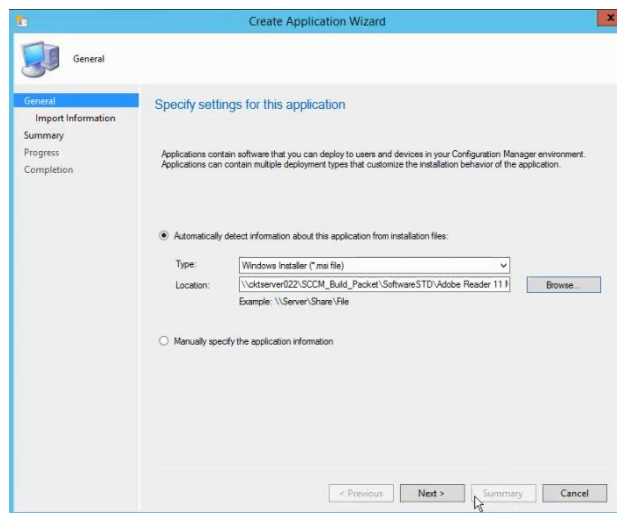 Create Application Wizard
x
General
General
Import Information
Summary
Progress
Completion
Specify settings for this application
Applications contain software that you can deploy to users and devices in your Configuration Manager environment.
Applications can contain multiple deployment types that customize the installation behavior of the application.
Automatically detect information about this application from installation files:
Type: Windows Installer (*.msi file)
Location: \\cktserver022\SCCM_Build_Packet\SoftwareSTD\Adobe Reader 11 Browse...
Example: \\Server\Share\File
Manually specify the application information
< Previous Next > Summary Cancel